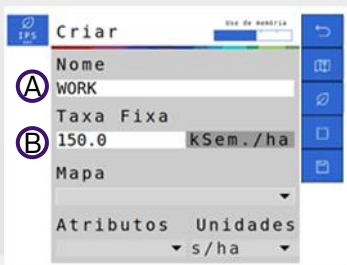 IPS
Criar
Uso de memória
Nome
A
WORK
Taxa Fixa
B
150.0 kSem./ha
Mapa
Atributos Unidades
s/ha